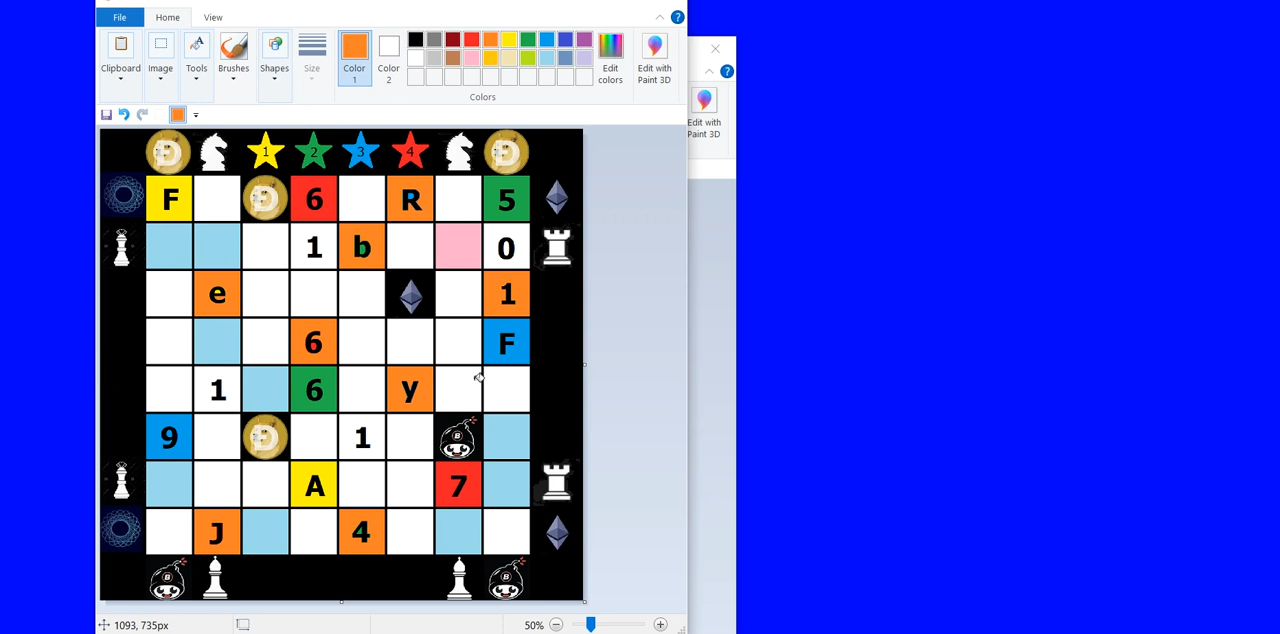 File Home View
Clipboard Image Tools Brushes Shapes Size Color 1 Color 2 Edit colors Edit with Paint 3D
Colors
Edit with Paint 3D
Ð 1 2 3 4 Ð
F Ð 6 R 5
1 b 0
e 1
6 F
1 6 y
9 Ð 1 B
A 7
J 4
B B
1093, 735px 50%